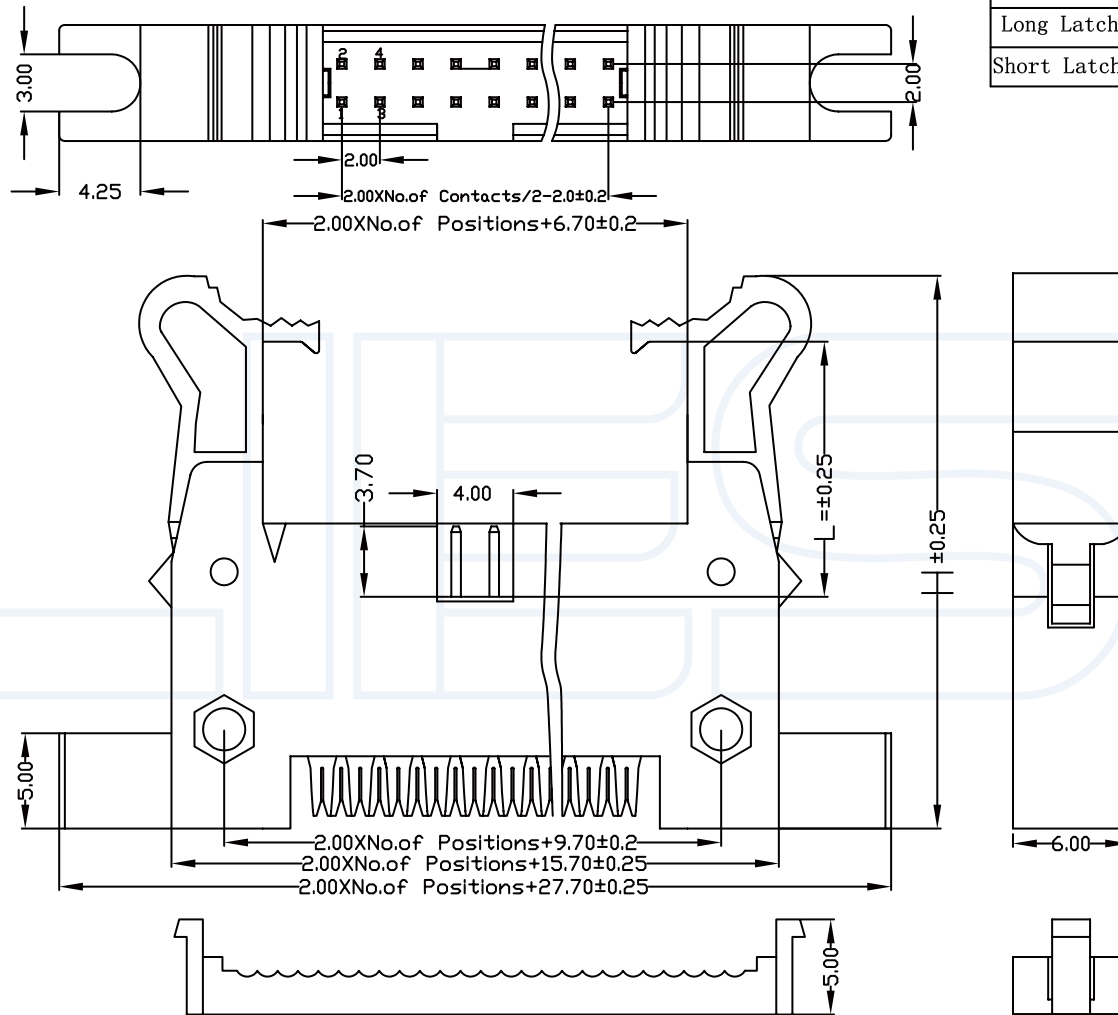 Long Latch
Short Latch
3.00
2 4
1 3
2.00
4.25
2.00
2.00XNo.of Contacts/2-2.0±0.2
2.00XNo.of Positions+6.70±0.2
3.70
4.00
L =±0.25
H ±0.25
5.00
2.00XNo.of Positions+9.70±0.2
2.00XNo.of Positions+15.70±0.25
2.00XNo.of Positions+27.70±0.25
6.00
5.00